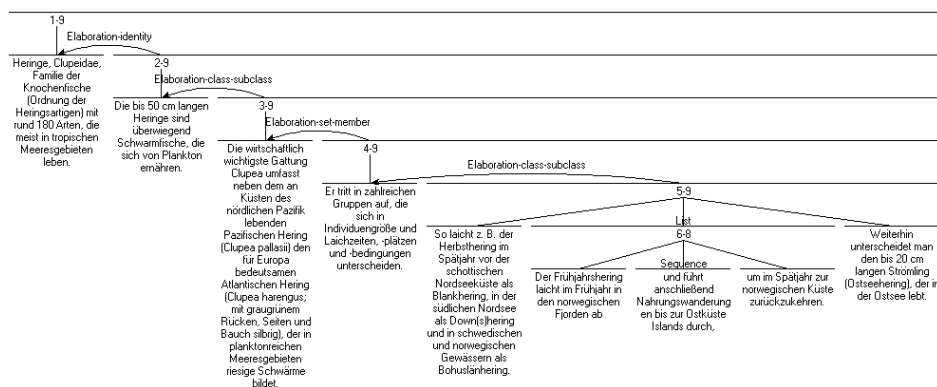 1-9
Elaboration-identity
Heringe, Clupeidae,
Familie der
Knochenfische
(Ordnung der
Heringsartigen) mit
rund 180 Arten, die
meist in tropischen
Meeresgebieten
leben.
2-9
Elaboration-class-subclass
Die bis 50 cm langen
Heringe sind
überwiegend
Schwarmfische, die
sich von Plankton
ernähren.
3-9
Elaboration-set-member
Die wirtschaftlich
wichtigste Gattung
Clupea umfasst
neben dem an
Küsten des
nördlichen Pazifik
lebenden
Pazifischen Hering
(Clupea pallasii) den
für Europa
bedeutsamen
Atlantischen Hering
(Clupea harengus;
mit graugrünem
Rücken, Seiten und
Bauch silbrig), der in
planktonreichen
Meeresgebieten
riesige Schwärme
bildet.
4-9
Elaboration-class-subclass
Er tritt in zahlreichen
Gruppen auf, die
sich in
Individuengröße und
Laichzeiten, -plätzen
und -bedingungen
unterscheiden.
5-9
List
So laicht z. B. der
Herbsthering im
Spätjahr vor der
schottischen
Nordseeküste als
Blankhering, in der
südlichen Nordsee
als Down(s)hering
und in schwedischen
und norwegischen
Gewässern als
Bohuslänhering.
6-8
Sequence
Der Frühjahrshering
laicht im Frühjahr in
den norwegischen
Fjorden ab
und führt
anschließend
Nahrungswanderung
en bis zur Ostküste
Islands durch,
um im Spätjahr zur
norwegischen Küste
zurückzukehren.
Weiterhin
unterscheidet man
den bis 20 cm
langen Strömling
(Ostseehering), der in
der Ostsee lebt.